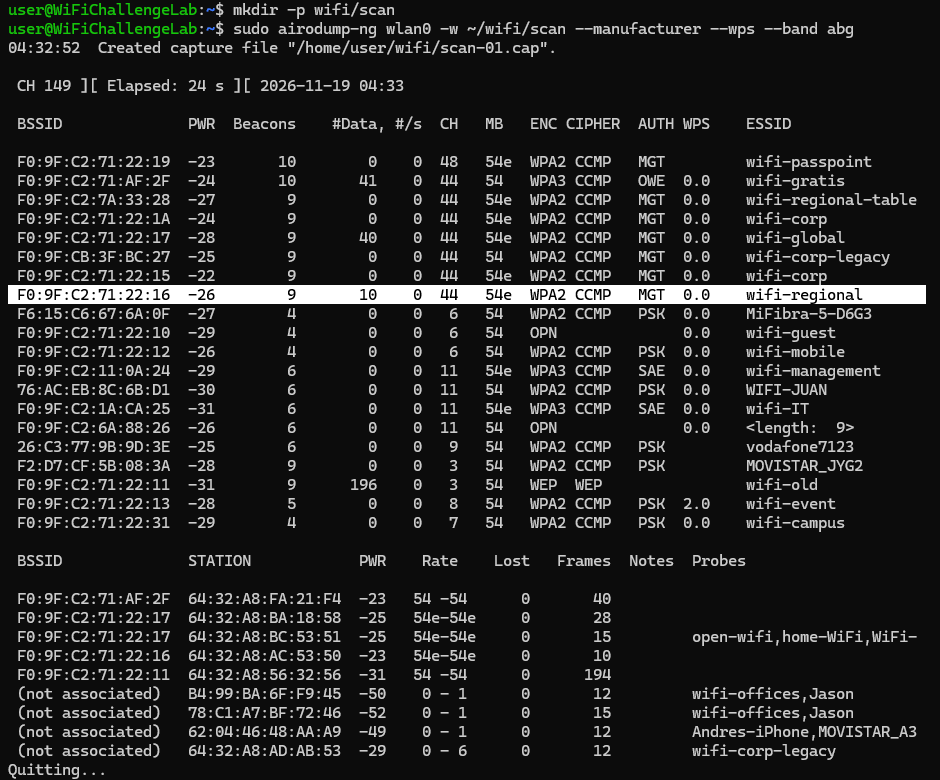 user@WiFiChallengeLab:~$ mkdir -p wifi/scan
user@WiFiChallengeLab:~$ sudo airodump-ng wlan0 -w ~/wifi/scan --manufacturer --wps --band abg
04:32:52  Created capture file "/home/user/wifi/scan-01.cap".
CH 149 ][ Elapsed: 24 s ][ 2026-11-19 04:33
BSSID              PWR  Beacons    #Data, #/s  CH   MB   ENC CIPHER  AUTH WPS    ESSID
F0:9F:C2:71:22:19  -23       10        0    0  48   54e  WPA2 CCMP   MGT         wifi-passpoint
F0:9F:C2:71:AF:2F  -24       10       41    0  44   54   WPA3 CCMP   OWE  0.0    wifi-gratis
F0:9F:C2:7A:33:28  -27        9        0    0  44   54e  WPA2 CCMP   MGT  0.0    wifi-regional-table
F0:9F:C2:71:22:1A  -24        9        0    0  44   54e  WPA2 CCMP   MGT  0.0    wifi-corp
F0:9F:C2:71:22:17  -28        9       40    0  44   54e  WPA2 CCMP   MGT  0.0    wifi-global
F0:9F:CB:3F:BC:27  -25        9        0    0  44   54   WPA2 CCMP   MGT  0.0    wifi-corp-legacy
F0:9F:C2:71:22:15  -22        9        0    0  44   54e  WPA2 CCMP   MGT  0.0    wifi-corp
F0:9F:C2:71:22:16  -26        9       10    0  44   54e  WPA2 CCMP   MGT  0.0    wifi-regional
F6:15:C6:67:6A:0F  -27        4        0    0   6   54   WPA2 CCMP   PSK  0.0    MiFibra-5-D6G3
F0:9F:C2:71:22:10  -29        4        0    0   6   54   OPN              0.0    wifi-guest
F0:9F:C2:71:22:12  -26        4        0    0   6   54   WPA2 CCMP   PSK  0.0    wifi-mobile
F0:9F:C2:11:0A:24  -29        6        0    0  11   54e  WPA3 CCMP   SAE  0.0    wifi-management
76:AC:EB:8C:6B:D1  -30        6        0    0  11   54   WPA2 CCMP   PSK  0.0    WIFI-JUAN
F0:9F:C2:1A:CA:25  -31        6        0    0  11   54e  WPA3 CCMP   SAE  0.0    wifi-IT
F0:9F:C2:6A:88:26  -26        6        0    0  11   54   OPN              0.0    <length:  9>
26:C3:77:9B:9D:3E  -25        6        0    0   9   54   WPA2 CCMP   PSK         vodafone7123
F2:D7:CF:5B:08:3A  -28        9        0    0   3   54   WPA2 CCMP   PSK         MOVISTAR_JYG2
F0:9F:C2:71:22:11  -31        9      196    0   3   54   WEP  WEP                wifi-old
F0:9F:C2:71:22:13  -28        5        0    0   8   54   WPA2 CCMP   PSK  2.0    wifi-event
F0:9F:C2:71:22:31  -29        4        0    0   7   54   WPA2 CCMP   PSK  0.0    wifi-campus
BSSID              STATION            PWR    Rate    Lost   Frames  Notes  Probes
F0:9F:C2:71:AF:2F  64:32:A8:FA:21:F4  -23   54 -54      0       40
F0:9F:C2:71:22:17  64:32:A8:BA:18:58  -25   54e-54e     0       28
F0:9F:C2:71:22:17  64:32:A8:BC:53:51  -25   54e-54e     0       15         open-wifi,home-WiFi,WiFi-
F0:9F:C2:71:22:16  64:32:A8:AC:53:50  -23   54e-54e     0       10
F0:9F:C2:71:22:11  64:32:A8:56:32:56  -31   54 -54      0      194
(not associated)   B4:99:BA:6F:F9:45  -50    0 - 1      0       12         wifi-offices,Jason
(not associated)   78:C1:A7:BF:72:46  -52    0 - 1      0       15         wifi-offices,Jason
(not associated)   62:04:46:48:AA:A9  -49    0 - 1      0       12         Andres-iPhone,MOVISTAR_A3
(not associated)   64:32:A8:AD:AB:53  -29    0 - 6      0       12         wifi-corp-legacy
Quitting...